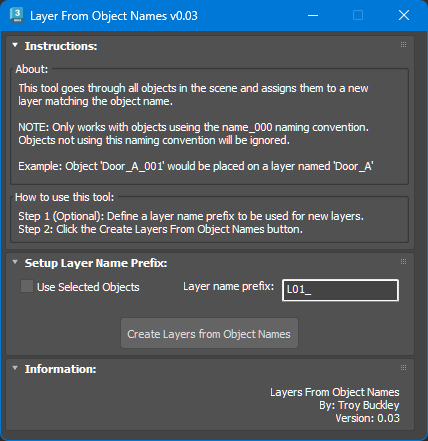 Layer From Object Names v0.03
Instructions:
About:
This tool goes through all objects in the scene and assigns them to a new
layer matching the object name.
NOTE: Only works with objects useing the name_000 naming convention.
Objects not using this naming convention will be ignored.
Example: Object 'Door_A_001' would be placed on a layer named 'Door_A'
How to use this tool:
Step 1 (Optional): Define a layer name prefix to be used for new layers.
Step 2: Click the Create Layers From Object Names button.
Setup Layer Name Prefix:
Use Selected Objects Layer name prefix: L01_
Create Layers from Object Names
Information:
Layers From Object Names
By: Troy Buckley
Version: 0.03